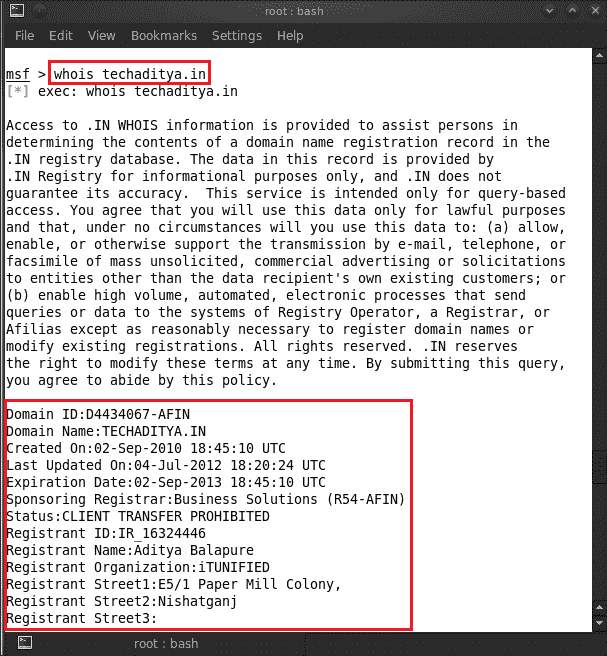 root : bash
File Edit View Bookmarks Settings Help
msf > whois techaditya.in
[*] exec: whois techaditya.in
Access to .IN WHOIS information is provided to assist persons in
determining the contents of a domain name registration record in the
.IN registry database. The data in this record is provided by
.IN Registry for informational purposes only, and .IN does not
guarantee its accuracy.  This service is intended only for query-based
access. You agree that you will use this data only for lawful purposes
and that, under no circumstances will you use this data to: (a) allow,
enable, or otherwise support the transmission by e-mail, telephone, or
facsimile of mass unsolicited, commercial advertising or solicitations
to entities other than the data recipient's own existing customers; or
(b) enable high volume, automated, electronic processes that send
queries or data to the systems of Registry Operator, a Registrar, or
Afilias except as reasonably necessary to register domain names or
modify existing registrations. All rights reserved. .IN reserves
the right to modify these terms at any time. By submitting this query,
you agree to abide by this policy.
Domain ID:D4434067-AFIN
Domain Name:TECHADITYA.IN
Created On:02-Sep-2010 18:45:10 UTC
Last Updated On:04-Jul-2012 18:20:24 UTC
Expiration Date:02-Sep-2013 18:45:10 UTC
Sponsoring Registrar:Business Solutions (R54-AFIN)
Status:CLIENT TRANSFER PROHIBITED
Registrant ID:IR_16324446
Registrant Name:Aditya Balapure
Registrant Organization:iTUNIFIED
Registrant Street1:E5/1 Paper Mill Colony,
Registrant Street2:Nishatganj
Registrant Street3:
root : bash